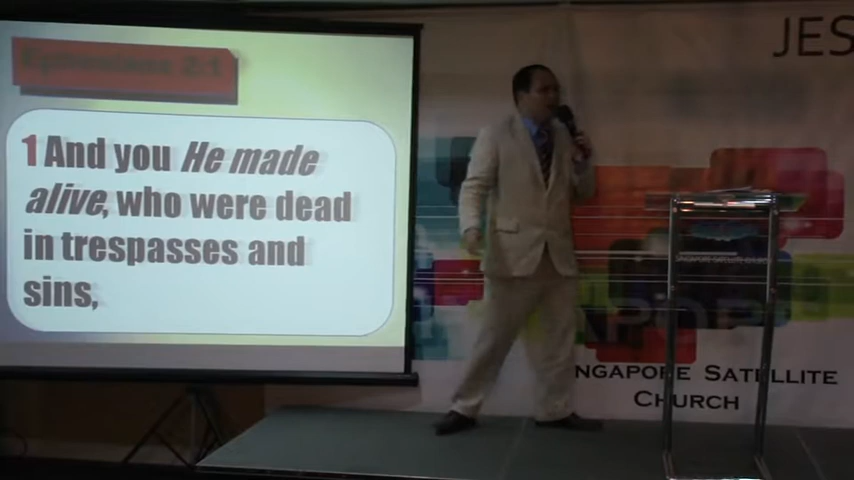 Ephesians 2:1
1 And you He made
alive, who were dead
in trespasses and
sins,
JES
SINGAPORE SATELLITE
CHURCH